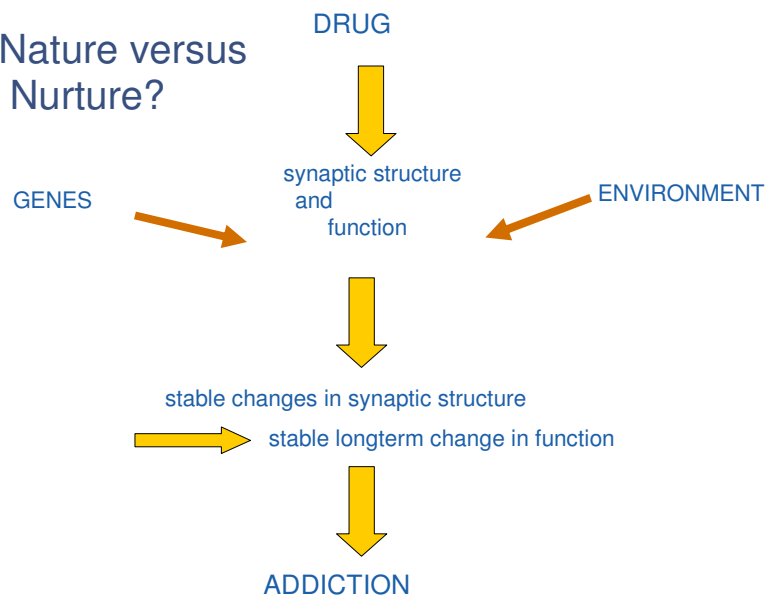 Nature versus
Nurture?
DRUG
synaptic structure
and
function
GENES
ENVIRONMENT
stable changes in synaptic structure
stable longterm change in function
ADDICTION